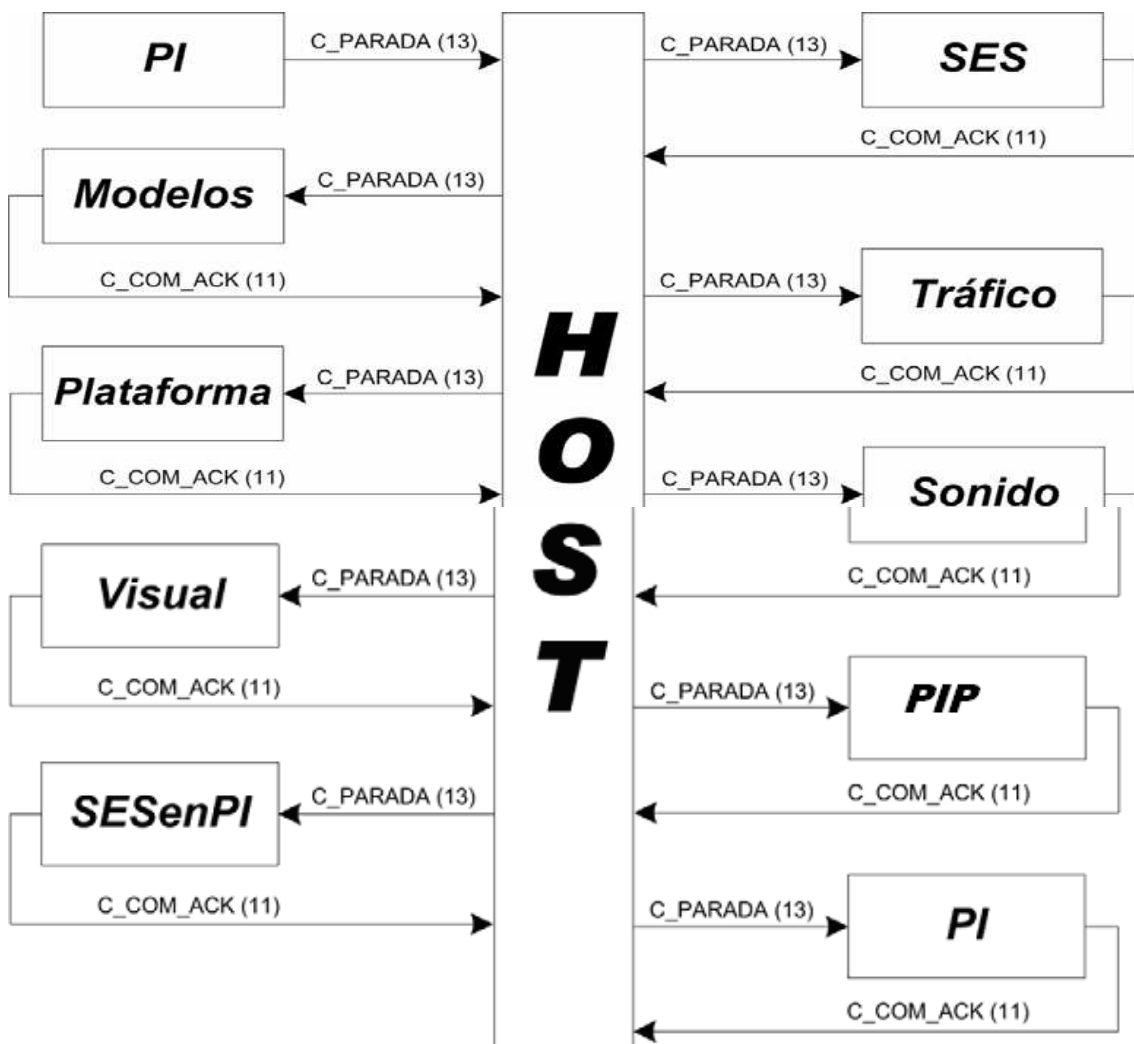 PI
C_PARADA (13)
C_PARADA (13)
SES
C_COM_ACK (11)
Modelos
C_PARADA (13)
C_COM_ACK (11)
C_PARADA (13)
Tráfico
C_COM_ACK (11)
Plataforma
C_PARADA (13)
C_COM_ACK (11)
C_PARADA (13)
Sonido
C_COM_ACK (11)
HOST
Visual
C_PARADA (13)
C_COM_ACK (11)
C_PARADA (13)
PIP
C_COM_ACK (11)
SESenPI
C_PARADA (13)
C_COM_ACK (11)
C_PARADA (13)
PI
C_COM_ACK (11)